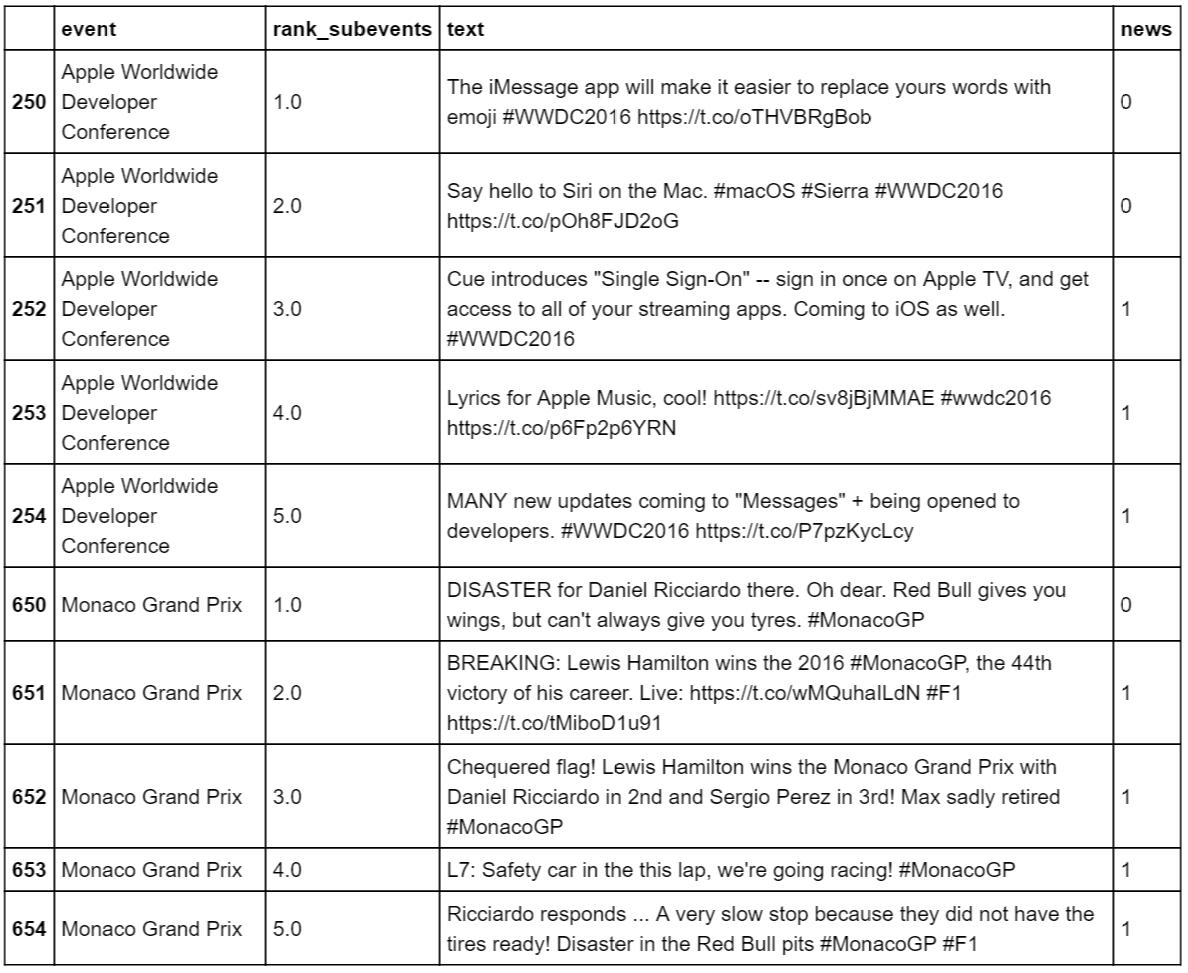 event rank_subevents text news
250 Apple Worldwide Developer Conference 1.0 The iMessage app will make it easier to replace yours words with emoji #WWDC2016 https://t.co/oTHVBRgBob 0
251 Apple Worldwide Developer Conference 2.0 Say hello to Siri on the Mac. #macOS #Sierra #WWDC2016 https://t.co/pOh8FJD2oG 0
252 Apple Worldwide Developer Conference 3.0 Cue introduces "Single Sign-On" -- sign in once on Apple TV, and get access to all of your streaming apps. Coming to iOS as well. #WWDC2016 1
253 Apple Worldwide Developer Conference 4.0 Lyrics for Apple Music, cool! https://t.co/sv8jBjMMAE #wwdc2016 https://t.co/p6Fp2p6YRN 1
254 Apple Worldwide Developer Conference 5.0 MANY new updates coming to "Messages" + being opened to developers. #WWDC2016 https://t.co/P7pzKycLcy 1
650 Monaco Grand Prix 1.0 DISASTER for Daniel Ricciardo there. Oh dear. Red Bull gives you wings, but can't always give you tyres. #MonacoGP 0
651 Monaco Grand Prix 2.0 BREAKING: Lewis Hamilton wins the 2016 #MonacoGP, the 44th victory of his career. Live: https://t.co/wMQuhaILdN #F1 https://t.co/tMiboD1u91 1
652 Monaco Grand Prix 3.0 Chequered flag! Lewis Hamilton wins the Monaco Grand Prix with Daniel Ricciardo in 2nd and Sergio Perez in 3rd! Max sadly retired #MonacoGP 1
653 Monaco Grand Prix 4.0 L7: Safety car in the this lap, we're going racing! #MonacoGP 1
654 Monaco Grand Prix 5.0 Ricciardo responds ... A very slow stop because they did not have the tires ready! Disaster in the Red Bull pits #MonacoGP #F1 1